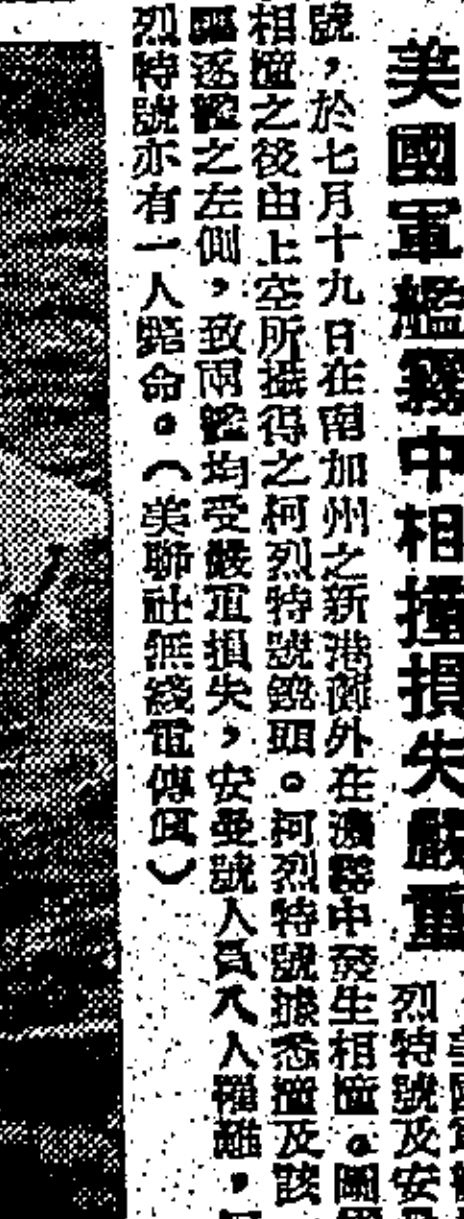 美國軍艦霧中相撞損失嚴重
烈特號及安
號，於七月十九日在南加州之新港灘外在濃霧中發生相撞。圖
相撞之後由上空所攝得之柯烈特號艦頭。柯烈特號據悉撞及該
驅逐艦之左側，致兩艦均受嚴重損失，安曼號人員八人罹難，
烈特號亦有一人斃命。（美聯社無綫電傳眞）